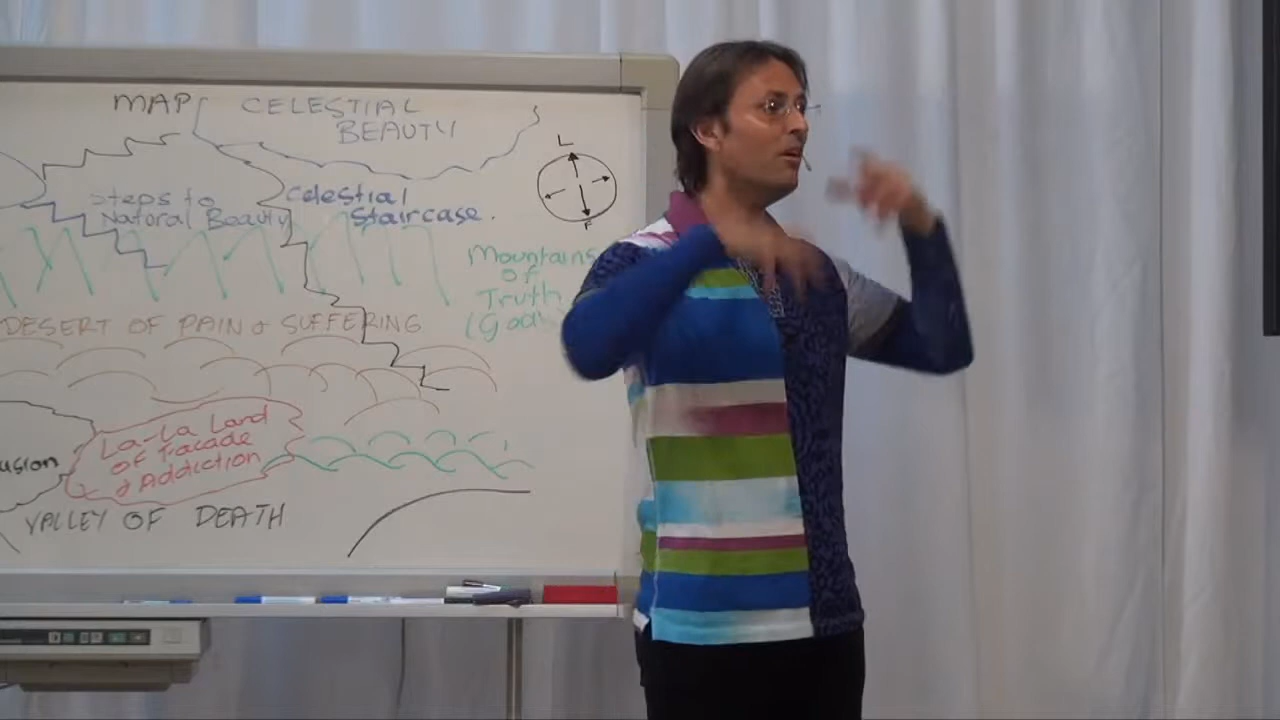 MAP
CELESTIAL
BEAUTY
L
Steps to
Natural Beauty
Celestial
Staircase.
F
Mountains
of
Truth
(God's
DESERT OF PAIN & SUFFERING
La-La Land
of Facade
& Addiction
usion
VALLEY OF DEATH